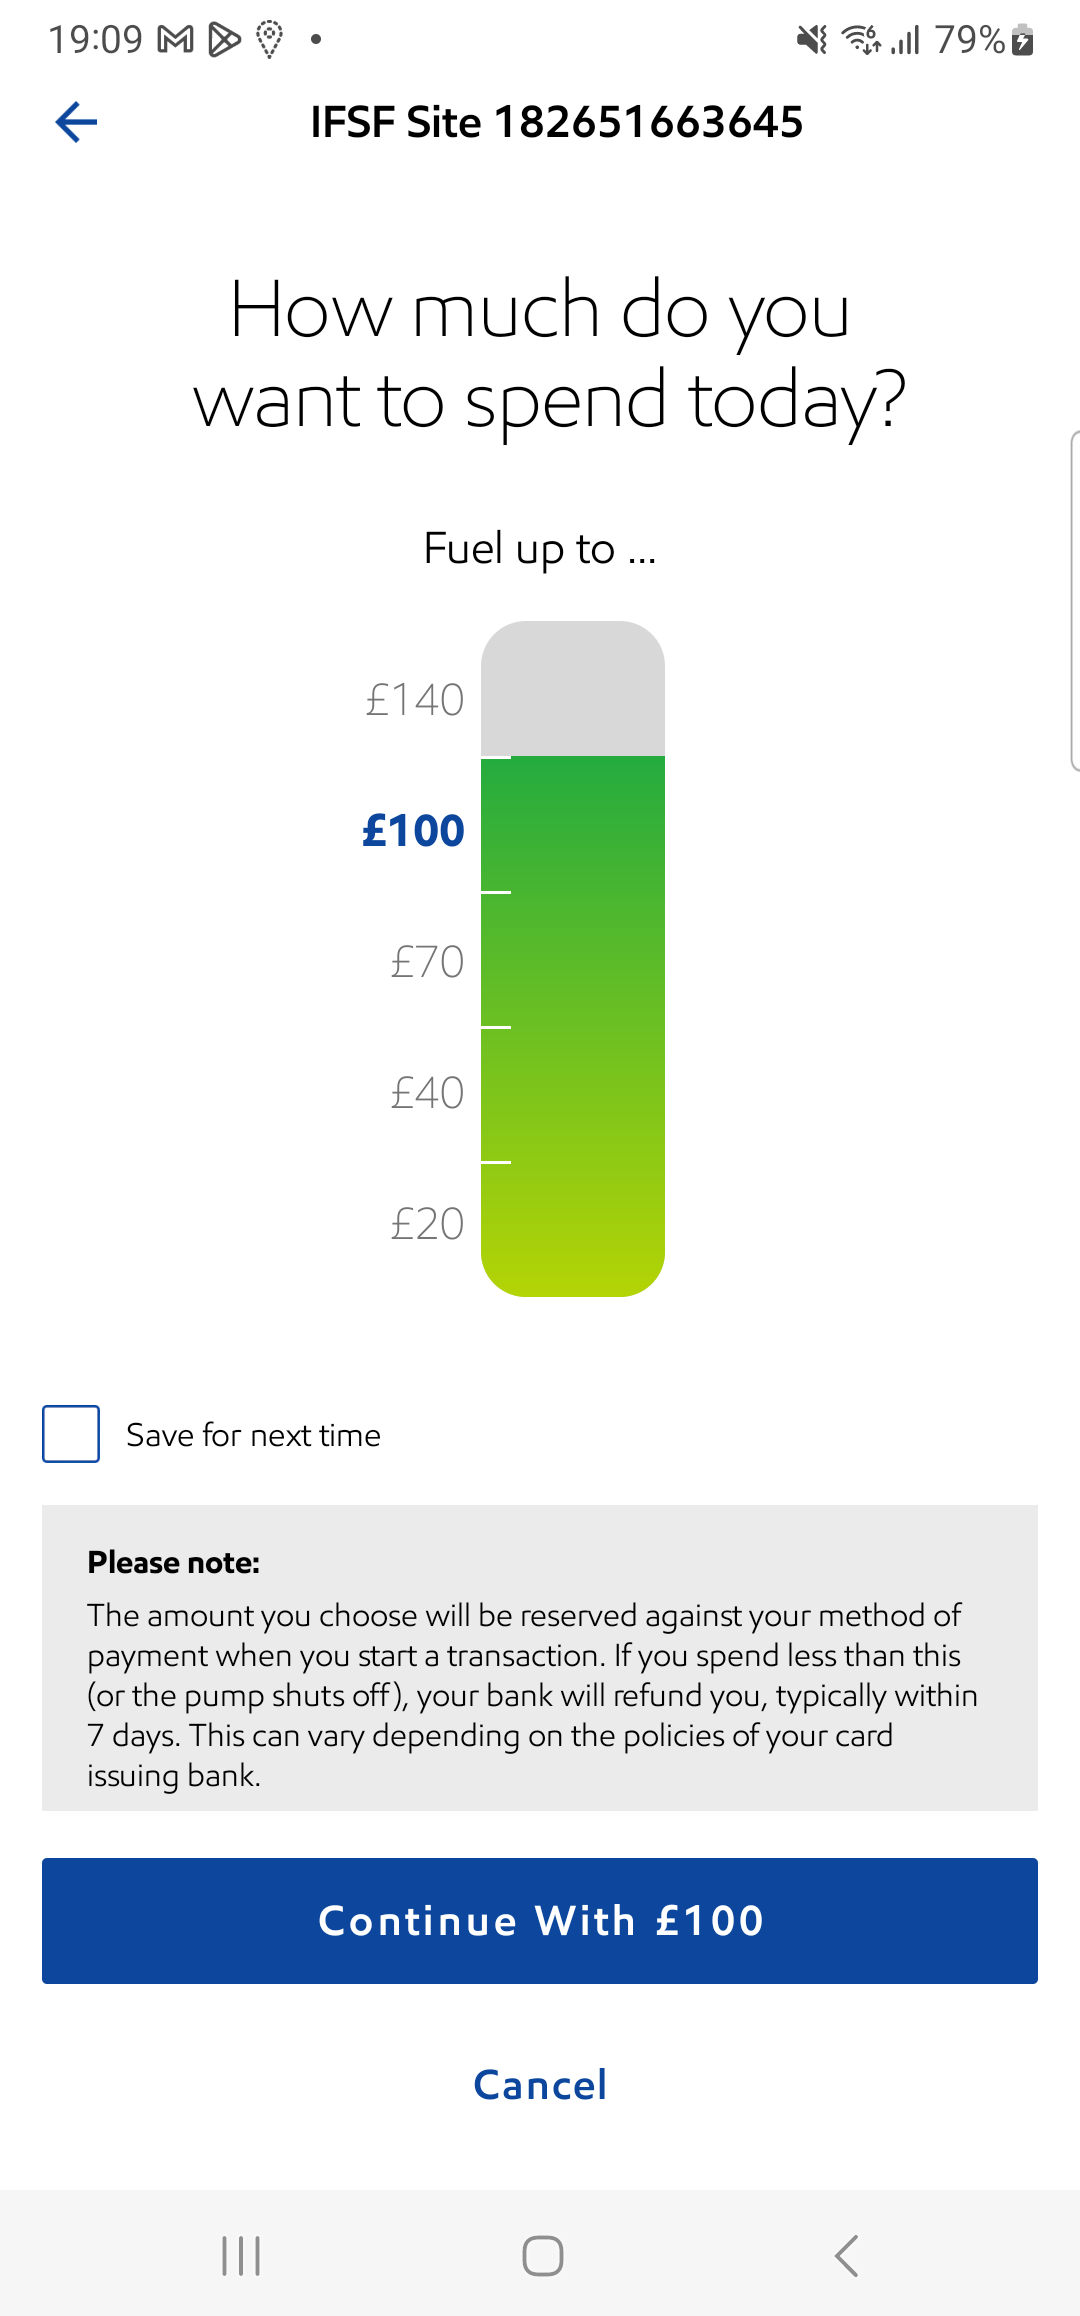 19:09
79%
IFSF Site 182651663645
How much do you
want to spend today?
Fuel up to ...
£140
£100
£70
£40
£20
Save for next time
Please note:
The amount you choose will be reserved against your method of
payment when you start a transaction. If you spend less than this
(or the pump shuts off), your bank will refund you, typically within
7 days. This can vary depending on the policies of your card
issuing bank.
Continue With £100
Cancel